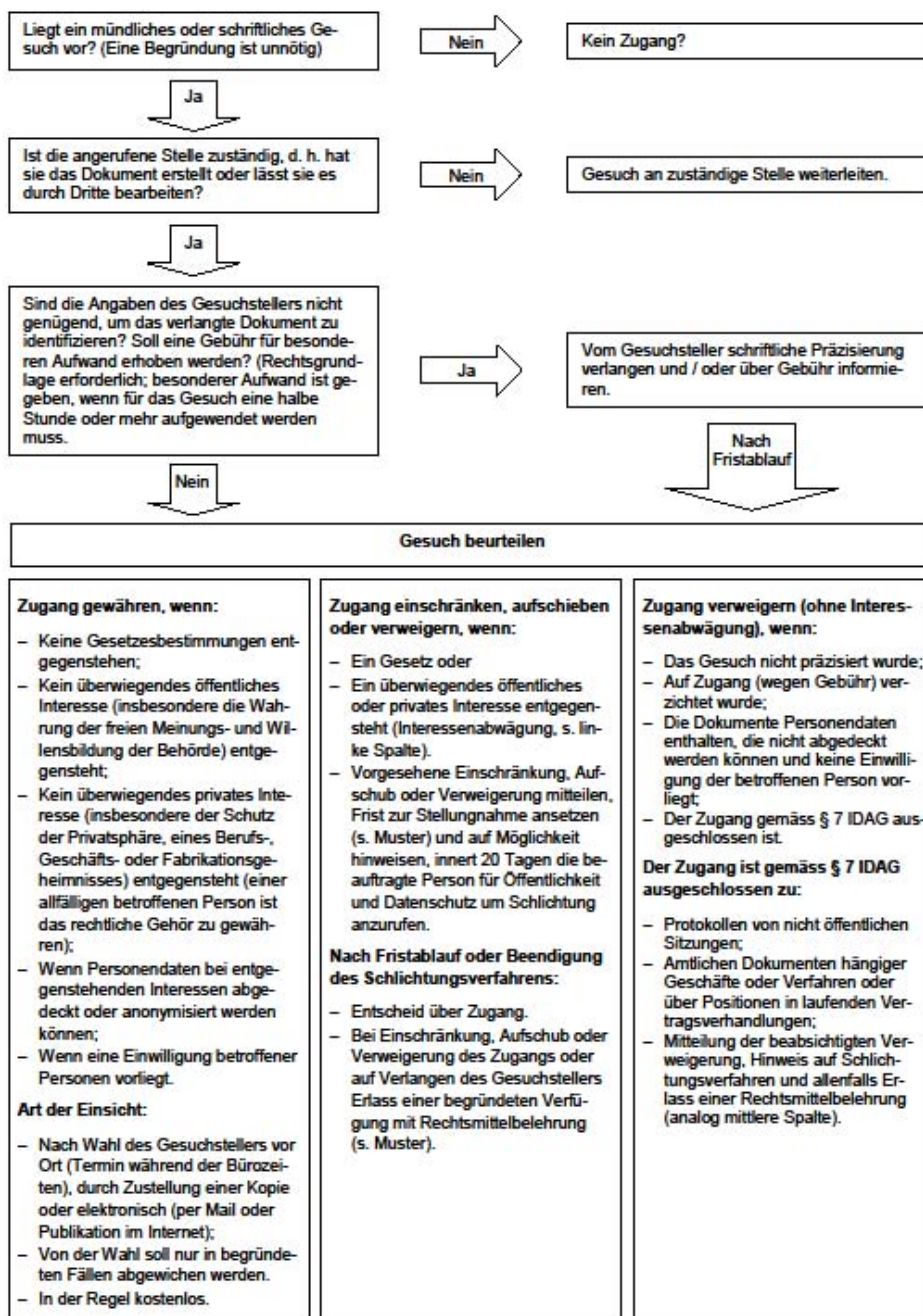 Liegt ein mündliches oder schriftliches Ge-
such vor? (Eine Begründung ist unnötig)
Nein
Kein Zugang?
Ja
Ist die angerufene Stelle zuständig, d. h. hat
sie das Dokument erstellt oder lässt sie es
durch Dritte bearbeiten?
Nein
Gesuch an zuständige Stelle weiterleiten.
Ja
Sind die Angaben des Gesuchstellers nicht
genügend, um das verlangte Dokument zu
identifizieren? Soll eine Gebühr für besonde-
ren Aufwand erhoben werden? (Rechtsgrund-
lage erforderlich; besonderer Aufwand ist ge-
geben, wenn für das Gesuch eine halbe
Stunde oder mehr aufgewendet werden
muss.
Ja
Vom Gesuchsteller schriftliche Präzisierung
verlangen und / oder über Gebühr informie-
ren.
Nein
Nach
Fristablauf
Gesuch beurteilen
Zugang gewähren, wenn:
– Keine Gesetzesbestimmungen ent-
gegenstehen;
– Kein überwiegendes öffentliches
Interesse (insbesondere die Wah-
rung der freien Meinungs- und Wil-
lensbildung der Behörde) entge-
gensteht;
– Kein überwiegendes privates Inte-
resse (insbesondere der Schutz
der Privatsphäre, eines Berufs-,
Geschäfts- oder Fabrikationsge-
heimnisses) entgegensteht (einer
allfälligen betroffenen Person ist
das rechtliche Gehör zu gewäh-
ren);
– Wenn Personendaten bei entge-
genstehenden Interessen abge-
deckt oder anonymisiert werden
können;
– Wenn eine Einwilligung betroffener
Personen vorliegt.
Art der Einsicht:
– Nach Wahl des Gesuchstellers vor
Ort (Termin während der Bürozei-
ten), durch Zustellung einer Kopie
oder elektronisch (per Mail oder
Publikation im Internet);
– Von der Wahl soll nur in begründe-
ten Fällen abgewichen werden.
– In der Regel kostenlos.
Zugang einschränken, aufschieben
oder verweigern, wenn:
– Ein Gesetz oder
– Ein überwiegendes öffentliches
oder privates Interesse entgegen-
steht (Interessenabwägung, s. lin-
ke Spalte).
– Vorgesehene Einschränkung, Auf-
schub oder Verweigerung mitteilen,
Frist zur Stellungnahme ansetzen
(s. Muster) und auf Möglichkeit
hinweisen, innert 20 Tagen die be-
auftragte Person für Öffentlichkeit
und Datenschutz um Schlichtung
anzurufen.
Nach Fristablauf oder Beendigung
des Schlichtungsverfahrens:
– Entscheid über Zugang.
– Bei Einschränkung, Aufschub oder
Verweigerung des Zugangs oder
auf Verlangen des Gesuchstellers
Erlass einer begründeten Verfü-
gung mit Rechtsmittelbelehrung
(s. Muster).
Zugang verweigern (ohne Interes-
senabwägung), wenn:
– Das Gesuch nicht präzisiert wurde;
– Auf Zugang (wegen Gebühr) ver-
zichtet wurde;
– Die Dokumente Personendaten
enthalten, die nicht abgedeckt
werden können und keine Einwilli-
gung der betroffenen Person vor-
liegt;
– Der Zugang gemäss § 7 IDAG aus-
geschlossen ist.
Der Zugang ist gemäss § 7 IDAG
ausgeschlossen zu:
– Protokollen von nicht öffentlichen
Sitzungen;
– Amtlichen Dokumenten hängiger
Geschäfte oder Verfahren oder
über Positionen in laufenden Ver-
tragsverhandlungen;
– Mitteilung der beabsichtigten Ver-
weigerung, Hinweis auf Schlich-
tungsverfahren und allenfalls Er-
lass einer Rechtsmittelbelehrung
(analog mittlere Spalte).